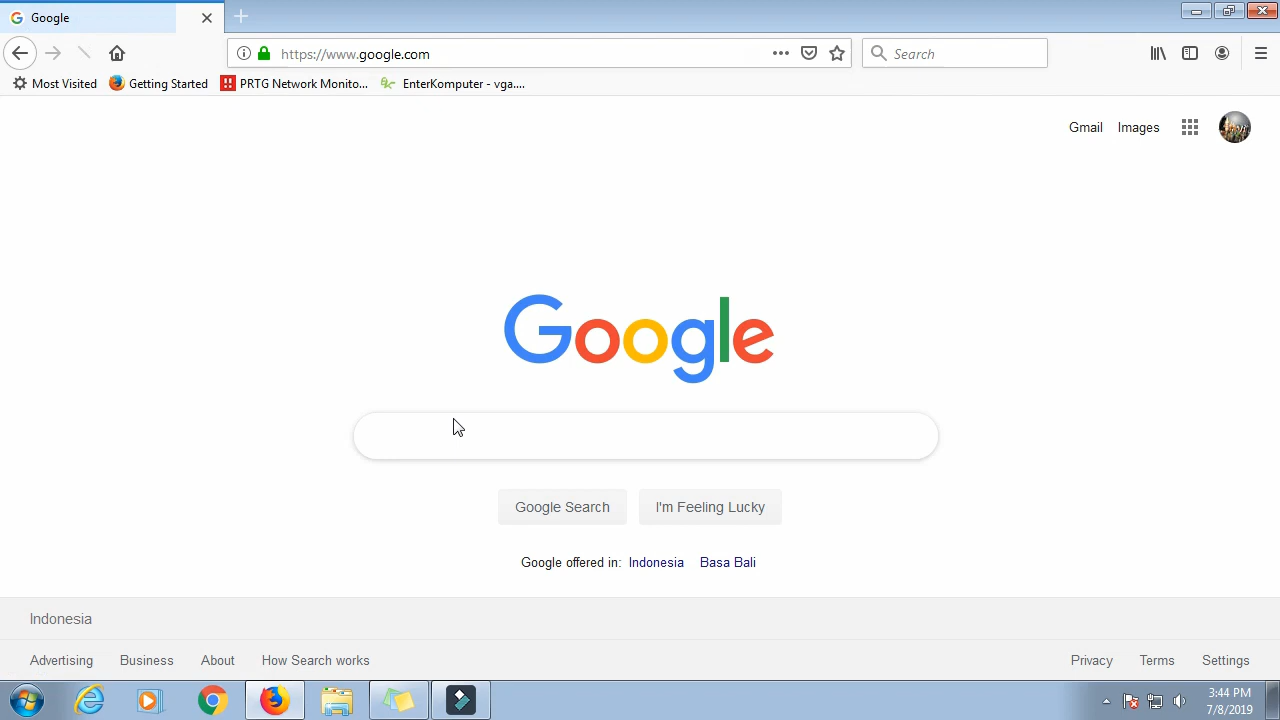 Google
https://www.google.com
Search
Most Visited
Getting Started
PRTG Network Monito...
EnterKomputer - vga....
Gmail
Images
Google
Google Search
I'm Feeling Lucky
Google offered in: Indonesia Basa Bali
Indonesia
Advertising
Business
About
How Search works
Privacy
Terms
Settings
3:44 PM
7/8/2019